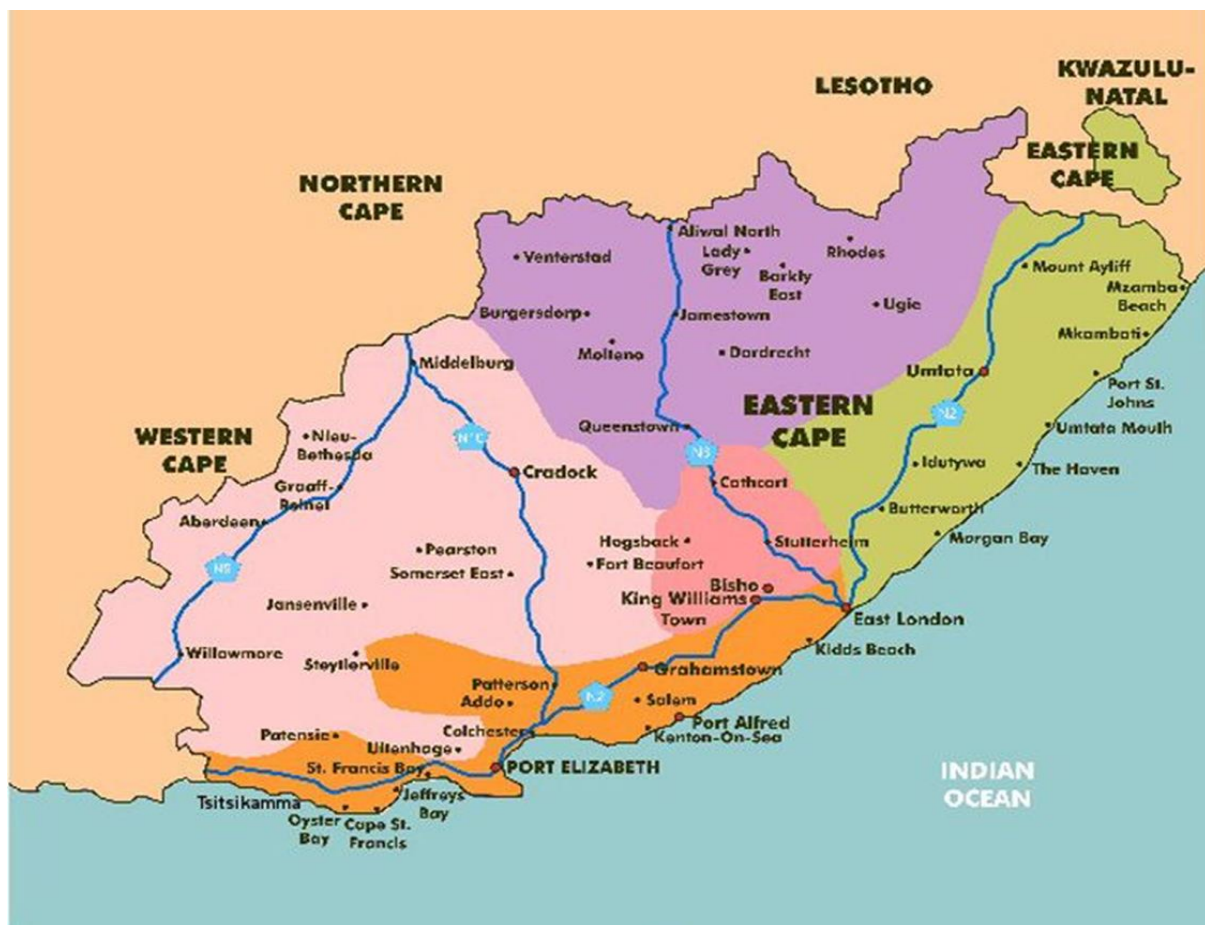 KWAZULU-
NATAL
LESOTHO
EASTERN
CAPE
NORTHERN
CAPE
Aliwal North
Lady
Grey
Rhodes
Venterstad
Barkly
East
Mount Ayliff
Mzamba
Beach
Burgersdorp
Jamestown
Ugie
Mkambati
Molteno
Dordrecht
Middelburg
Umtata
Port St.
Johns
EASTERN
CAPE
N2
WESTERN
CAPE
Nieu-
Bethesda
N10
Queenstown
Umtata Mouth
Cradock
Idutywa
The Haven
Graaff-
Reinet
Cathcart
Aberdeen
Butterworth
Hogsback
Stutterheim
Morgan Bay
Pearston
Fort Beaufort
Somerset East
Bisho
King Williams
Town
Jansenville
East London
Kidds Beach
Willowmore
Steytlerville
Grahamstown
Patterson
Addo
N2
Salem
Port Alfred
Kenton-On-Sea
Patensie
Colchester
Uitenhage
St. Francis Bay
PORT ELIZABETH
INDIAN
OCEAN
Tsitsikamma
Jeffreys
Bay
Oyster
Bay
Cape St.
Francis